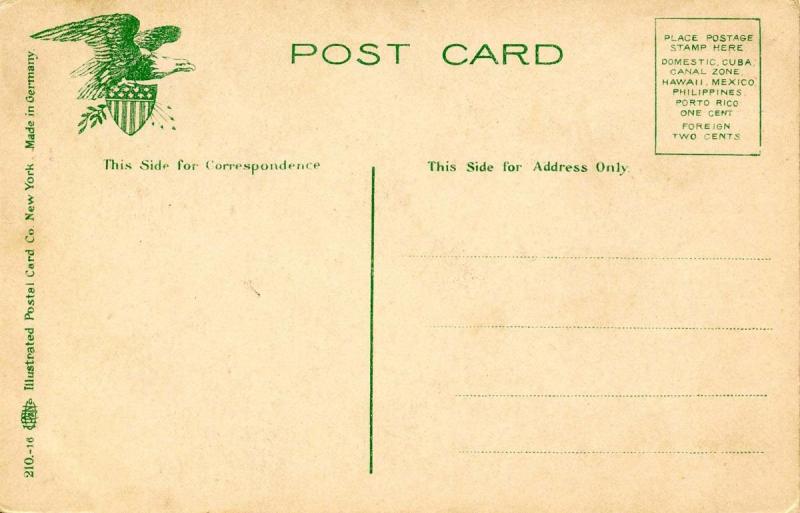 POST CARD
PLACE POSTAGE
STAMP HERE
DOMESTIC, CUBA,
CANAL ZONE,
HAWAII, MEXICO,
PHILIPPINES,
PORTO RICO
ONE CENT
FOREIGN
TWO CENTS
This Side for Correspondence
This Side for Address Only.
210.-16 Illustrated Postal Card Co. New York Made in Germany